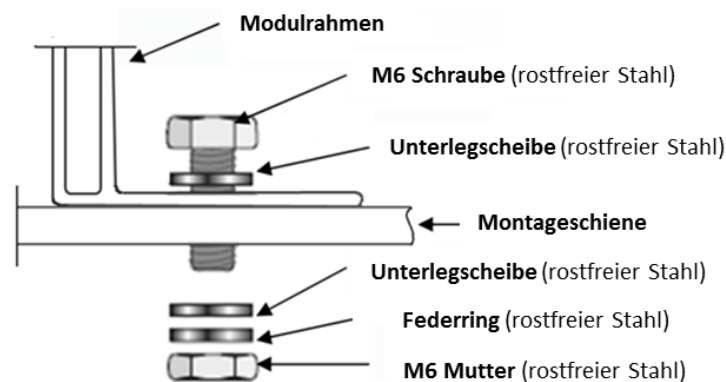 Modulrahmen
M6 Schraube (rostfreier Stahl)
Unterlegscheibe (rostfreier Stahl)
Montageschiene
Unterlegscheibe (rostfreier Stahl)
Federring (rostfreier Stahl)
M6 Mutter (rostfreier Stahl)